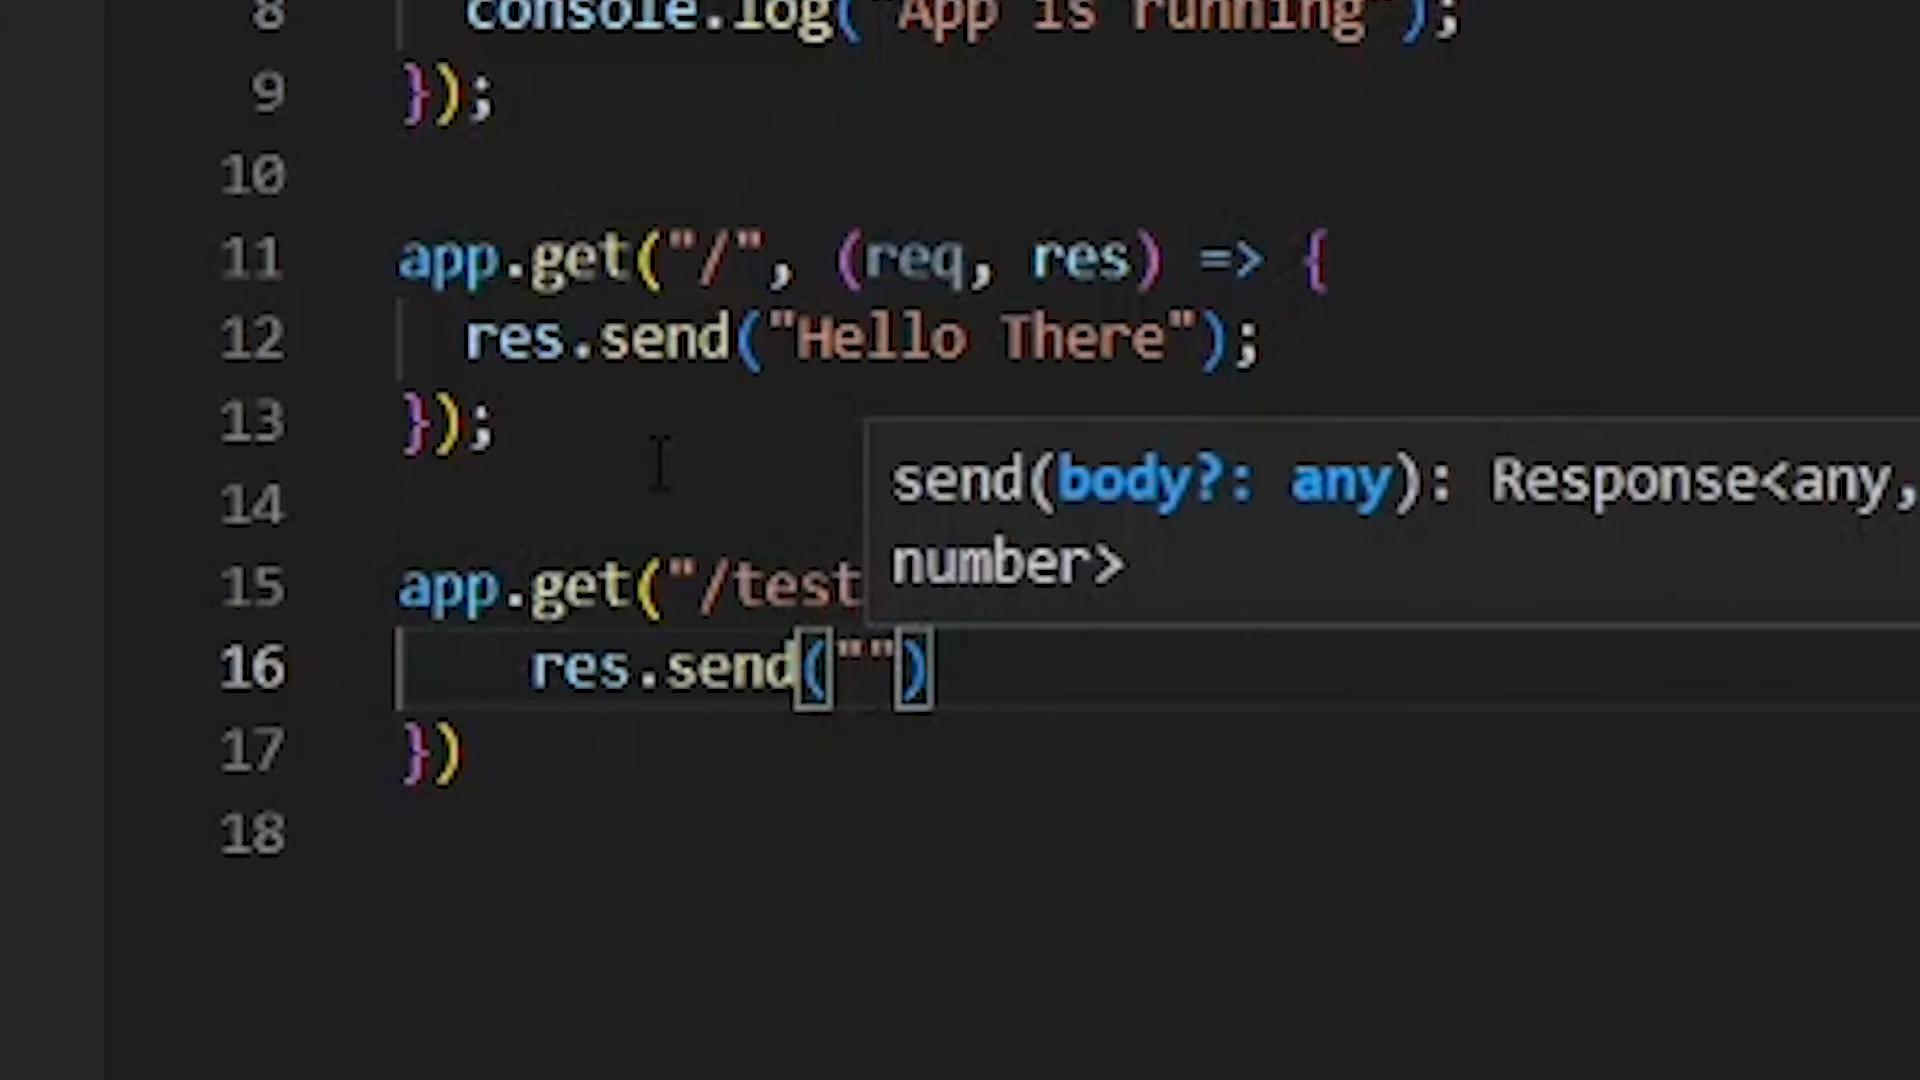 8 console.log("App is running");
9 });
10
11 app.get("/", (req, res) => {
12 res.send("Hello There");
13 });
14
send(body?: any): Response<any,
number>
15 app.get("/test
16 res.send("")
17 })
18